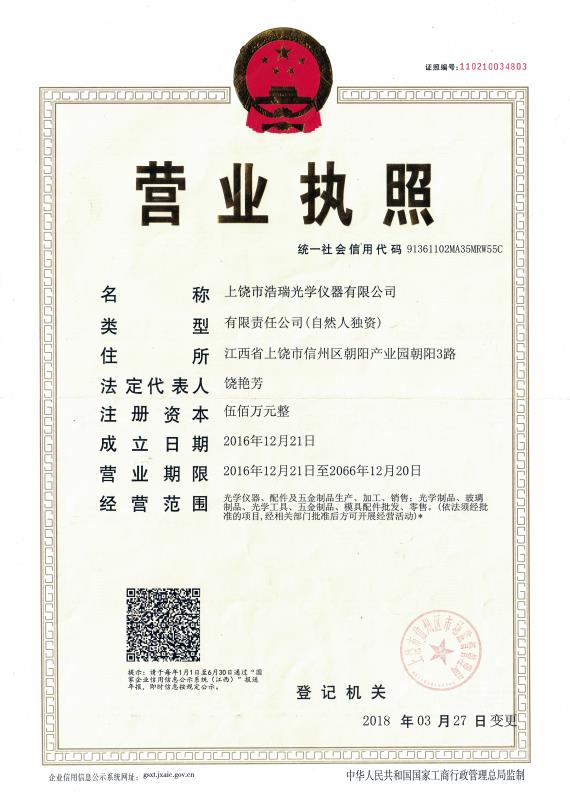 证照编号:110210034803
营业执照
统一社会信用代码 91361102MA35MRW55C
名称 上饶市浩瑞光学仪器有限公司
类型 有限责任公司(自然人独资)
住所 江西省上饶市信州区朝阳产业园朝阳3路
法定代表人 饶艳芳
注册资本 伍佰万元整
成立日期 2016年12月21日
营业期限 2016年12月21日至2066年12月20日
经营范围 光学仪器、配件及五金制品生产、加工、销售；光学制品、玻璃
制品、光学工具、五金制品、模具配件批发、零售。(依法须经批
准的项目,经相关部门批准后方可开展经营活动)*
提示：请于每年1月1日至6月30日通过“国
家企业信用信息公示系统（江西）”报送
年报，即时信息按规定公示。
上饶市信州区市场
登记机关
2018 年 03 月 27 日变更
企业信用信息公示系统网址：gsxt.jxaic.gov.cn
中华人民共和国国家工商行政管理总局监制